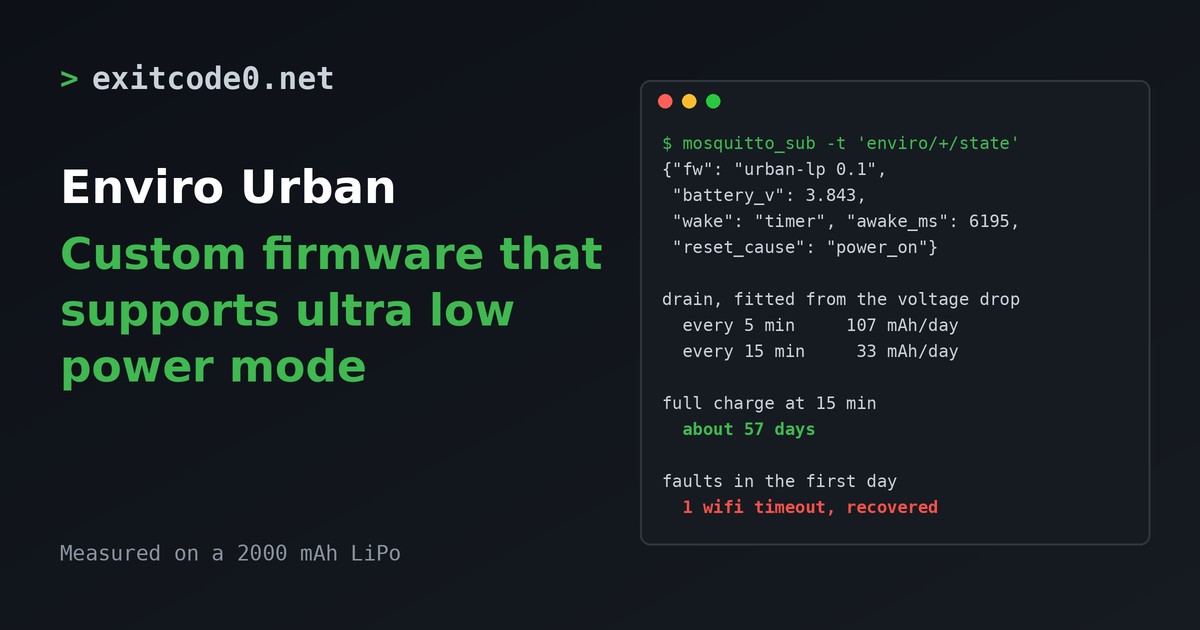 > exitcode0.net
Enviro Urban
Custom firmware that
supports ultra low
power mode
Measured on a 2000 mAh LiPo
$ mosquitto_sub -t 'enviro/+/state'
{"fw": "urban-lp 0.1",
 "battery_v": 3.843,
 "wake": "timer", "awake_ms": 6195,
 "reset_cause": "power_on"}
drain, fitted from the voltage drop
  every 5 min     107 mAh/day
  every 15 min     33 mAh/day
full charge at 15 min
  about 57 days
faults in the first day
  1 wifi timeout, recovered